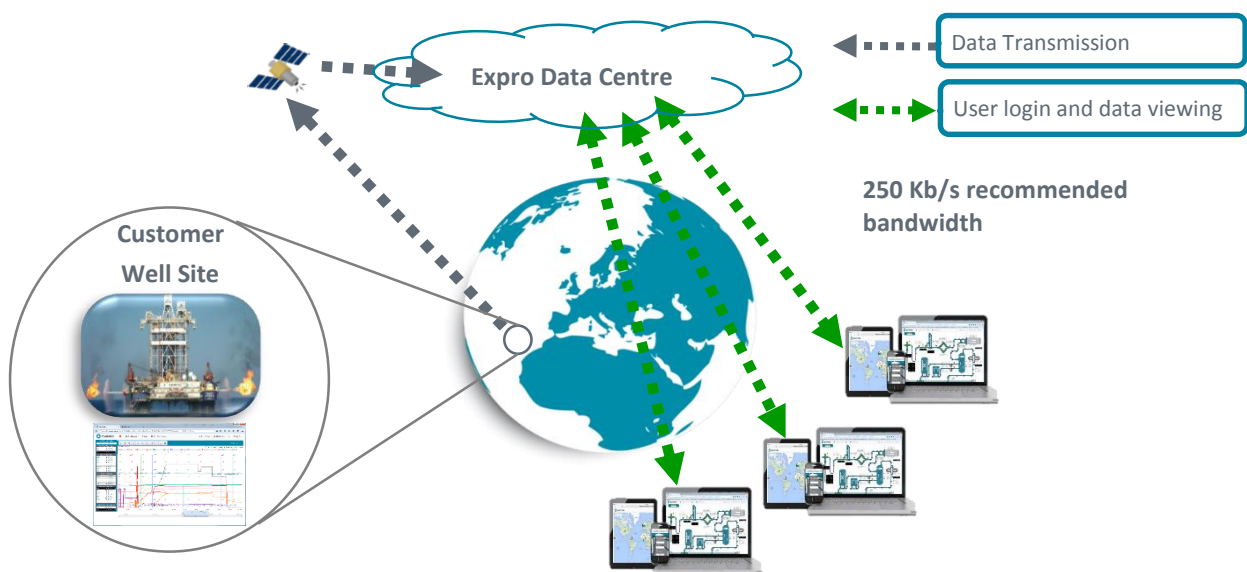 Expro Data Centre
Data Transmission
User login and data viewing
250 Kb/s recommended
bandwidth
Customer
Well Site